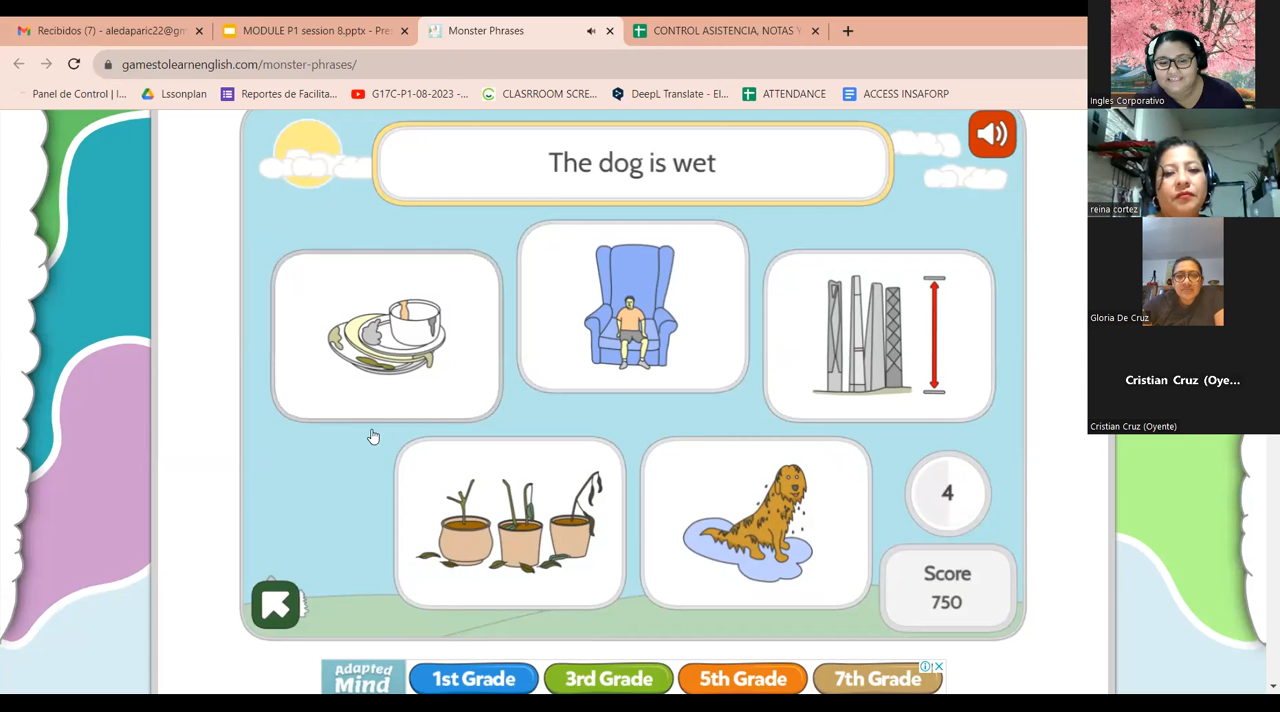 Recibidos (7) - aledaparic22@gm
MODULE P1 session 8.pptx - Pre
Monster Phrases
CONTROL ASISTENCIA, NOTAS Y
gamestolearnenglish.com/monster-phrases/
Panel de Control | I...
Lssonplan
Reportes de Facilita...
G17C-P1-08-2023 -...
CLASRROOM SCRE...
DeepL Translate - El...
ATTENDANCE
ACCESS INSAFORP
The dog is wet
4
Score
750
Adapted
Mind
1st Grade
3rd Grade
5th Grade
7th Grade
Ingles Corporativo
reina cortez
Gloria De Cruz
Cristian Cruz (Oye...
Cristian Cruz (Oyente)